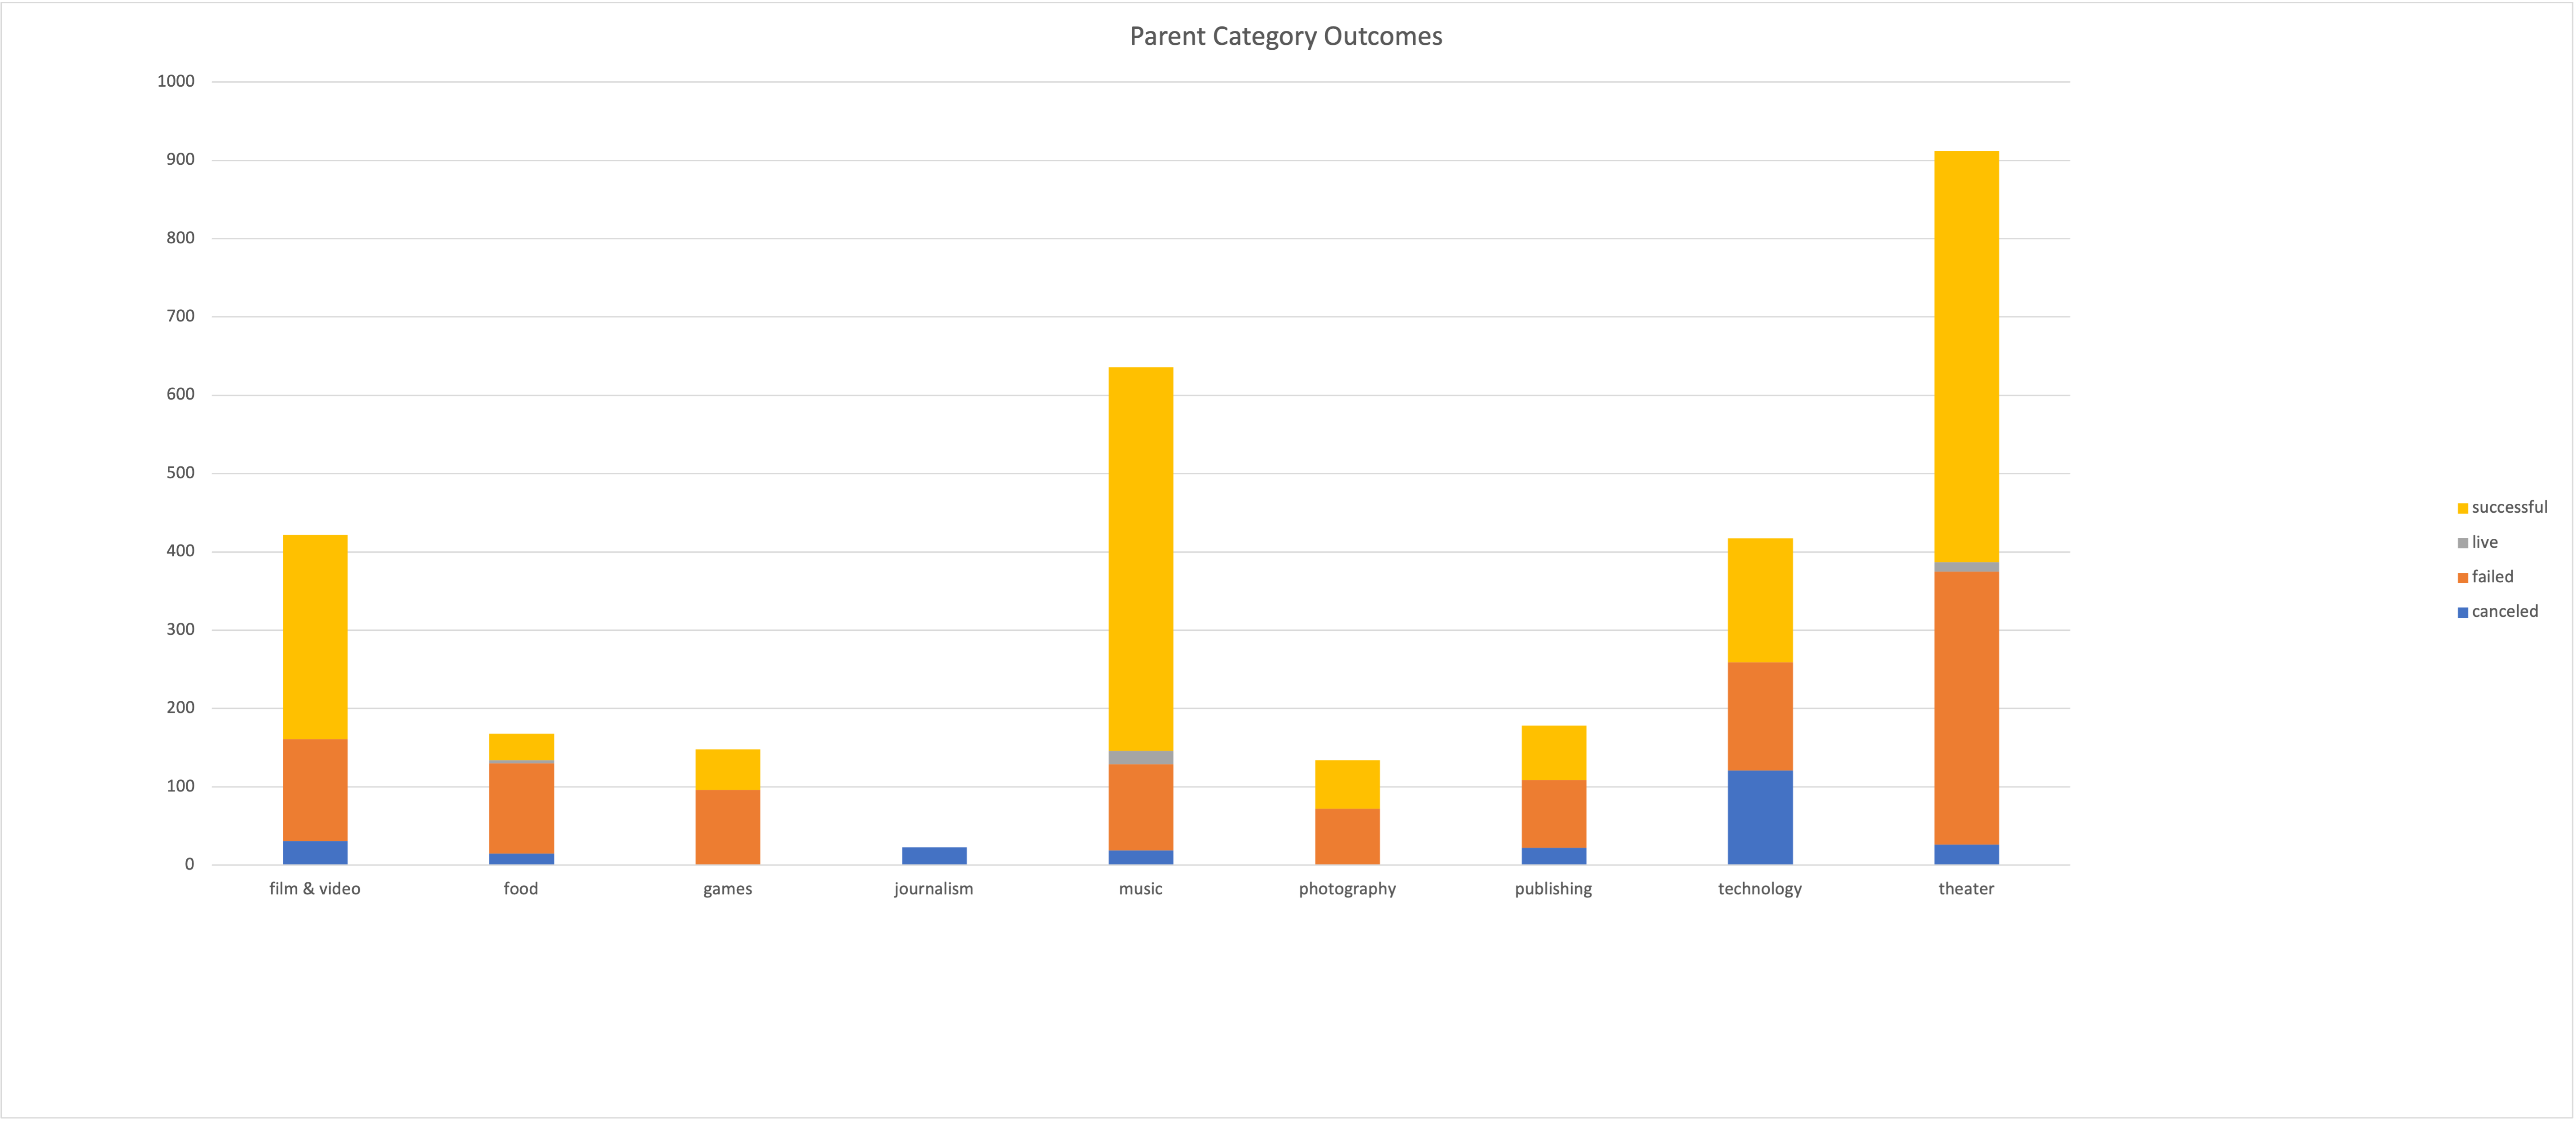 Parent Category Outcomes
1000
900
800
700
600
500
400
300
200
100
0
film & video food games journalism music photography publishing technology theater
successful
live
failed
canceled